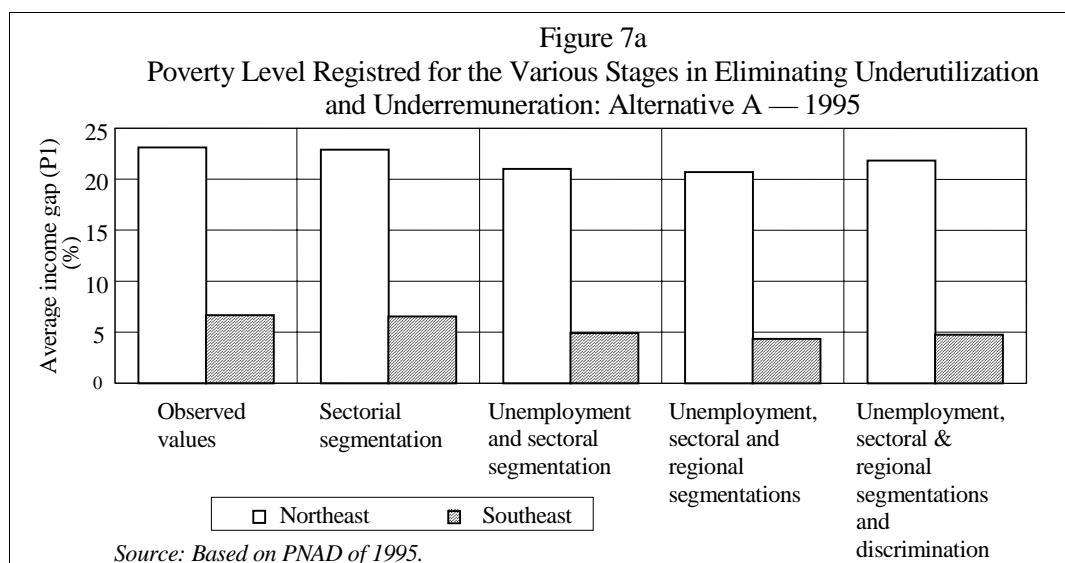 Figure 7a
Poverty Level Registred for the Various Stages in Eliminating Underutilization
and Underremuneration: Alternative A — 1995
Average income gap (P1)
(%)
25
20
15
10
5
0
Observed
values
Sectorial
segmentation
Unemployment
and sectoral
segmentation
Unemployment,
sectoral and
regional
segmentations
Unemployment,
sectoral &
regional
segmentations
and
discrimination
Northeast
Southeast
Source: Based on PNAD of 1995.